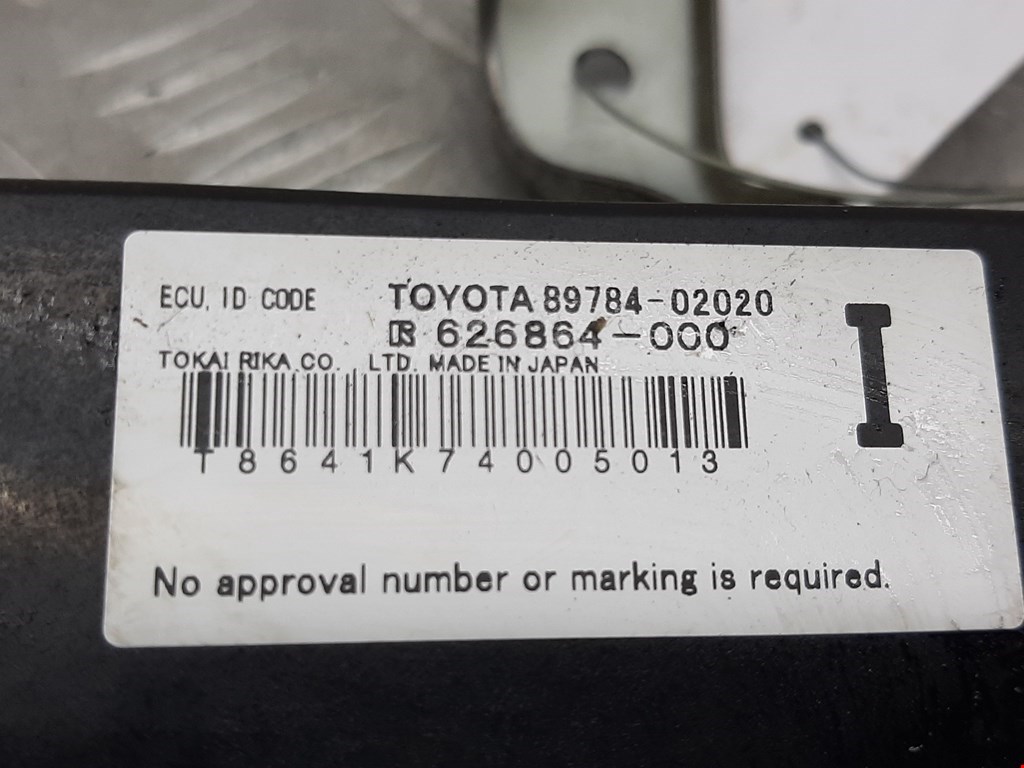 ECU, ID CODE TOYOTA 89784-02020
626864-000
TOKAI RIKA CO. LTD. MADE IN JAPAN
I
T8641K74005013
No approval number or marking is required.